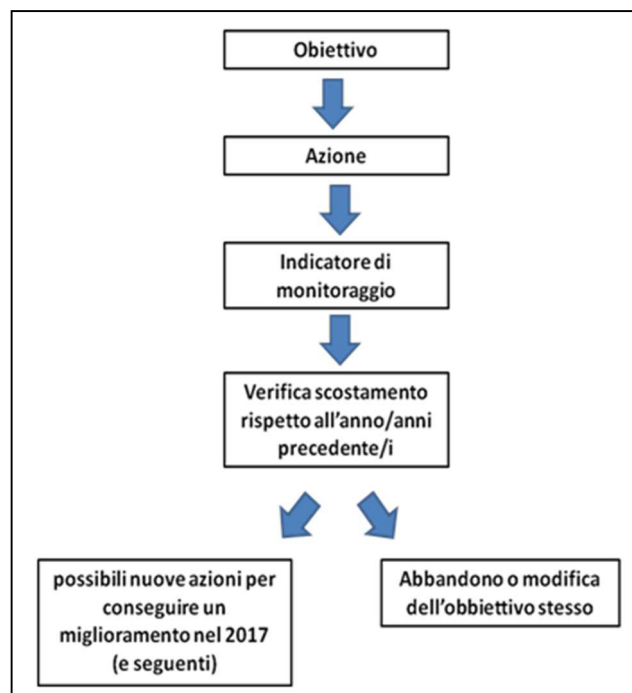 Obiettivo
Azione
Indicatore di
monitoraggio
Verifica scostamento
rispetto all'anno/anni
precedente/i
possibili nuove azioni per
conseguire un
miglioramento nel 2017
(e seguenti)
Abbandono o modifica
dell'obbiettivo stesso